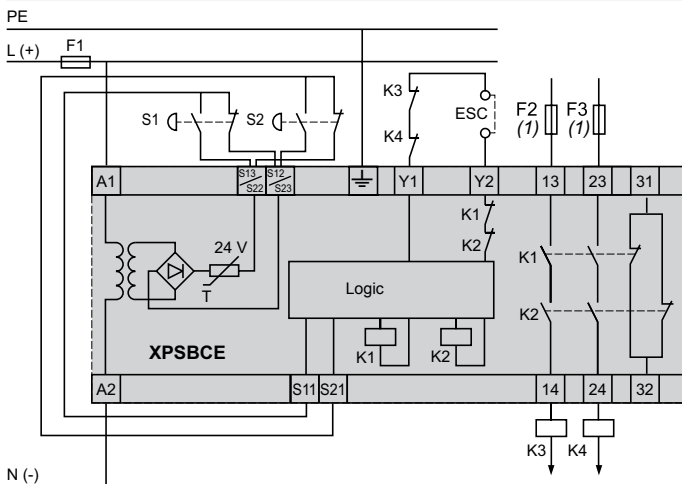 PE
L (+)
F1
S1
S2
K3
K4
ESC
F2
(1)
F3
(1)
A1
S13
S22
S12
S23
Y1
Y2
13
23
31
K1
K2
24 V
T
Logic
K1
K2
K1
K2
XPSBCE
A2
S11
S21
14
24
32
K3
K4
N (-)